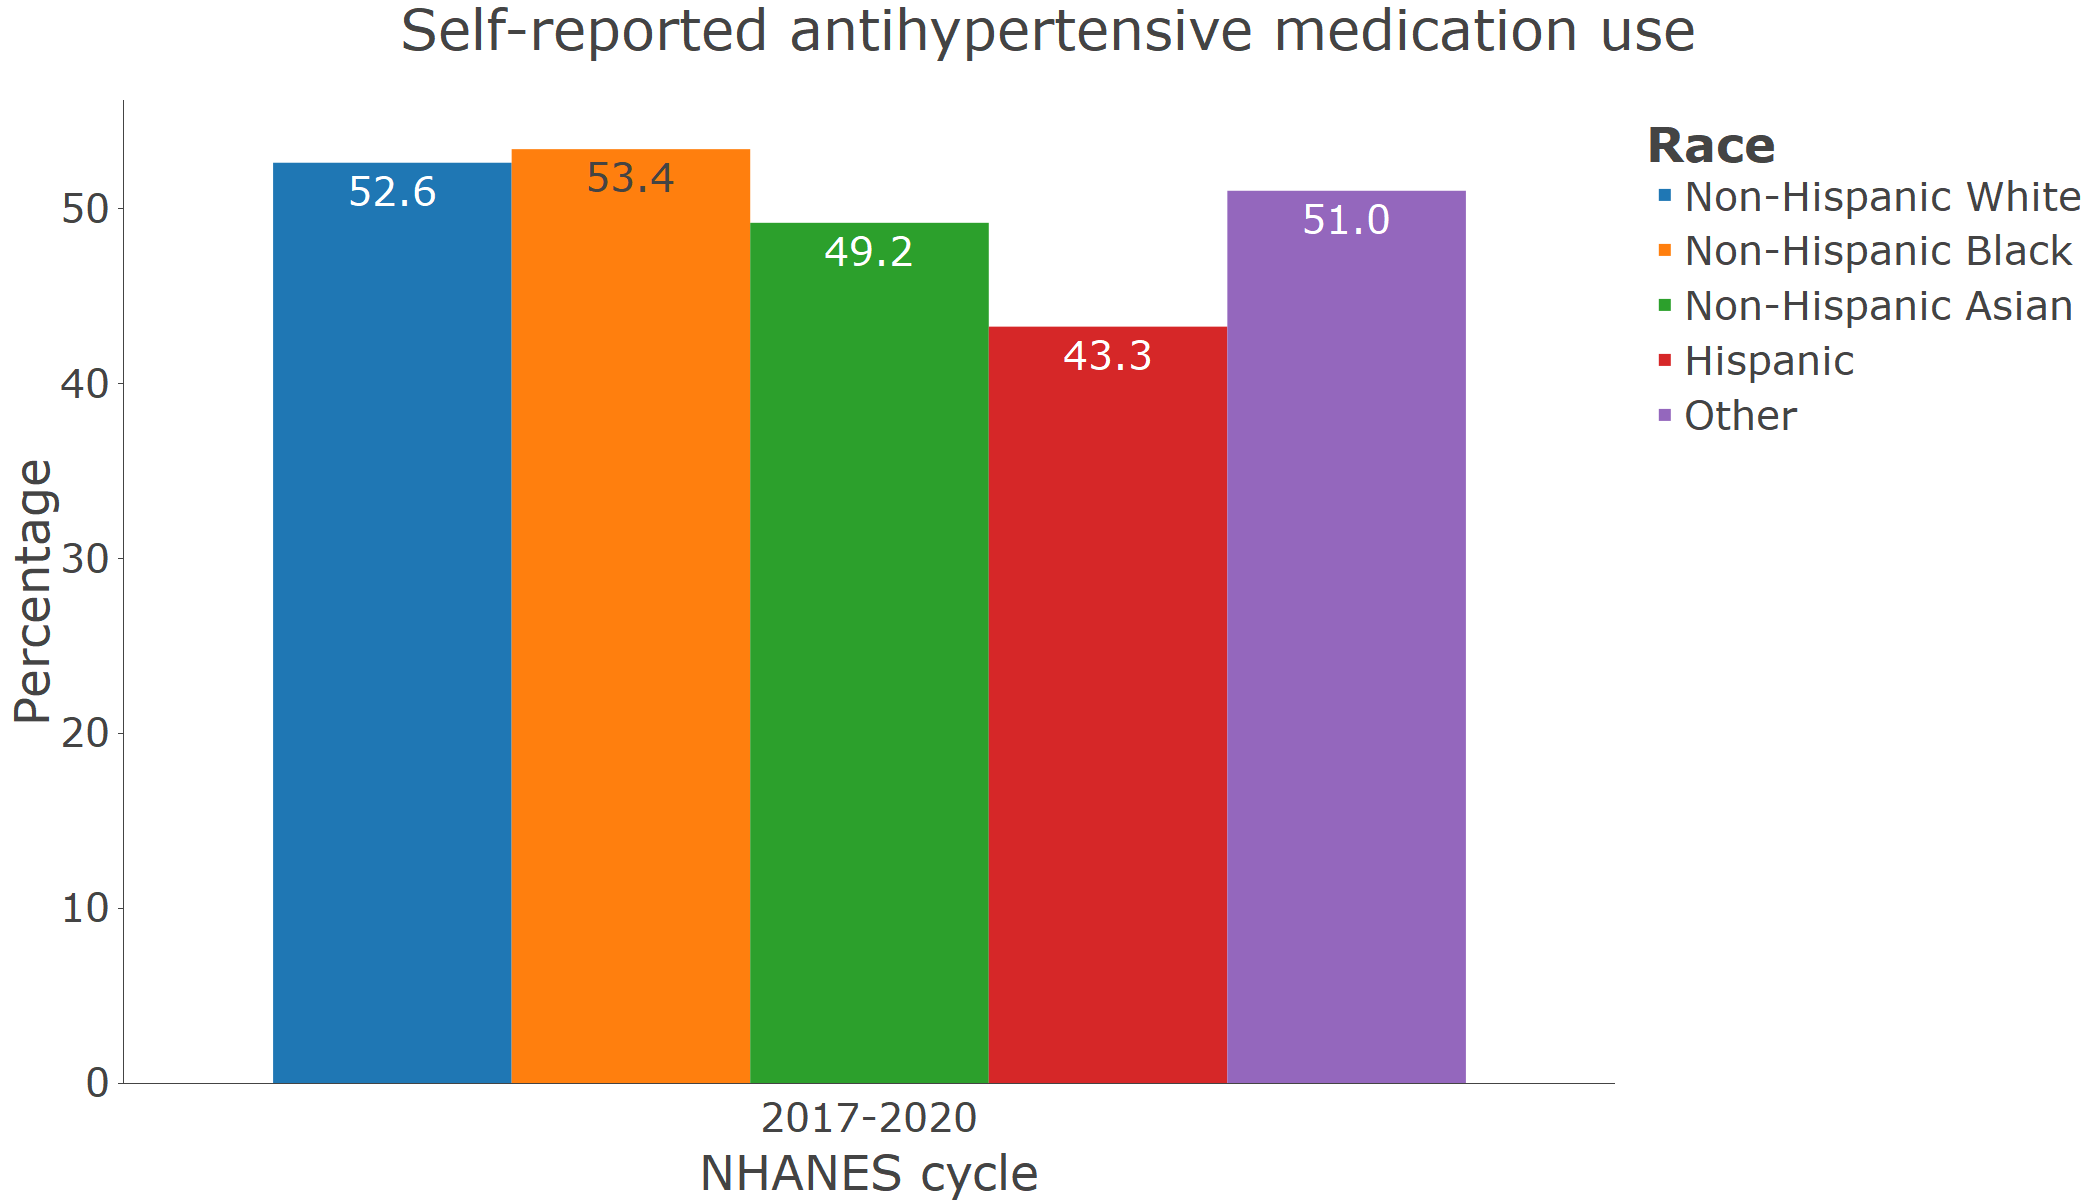 Self-reported antihypertensive medication use
Percentage
50
40
30
20
10
0
52.6
53.4
49.2
43.3
51.0
2017-2020
NHANES cycle
Race
Non-Hispanic White
Non-Hispanic Black
Non-Hispanic Asian
Hispanic
Other